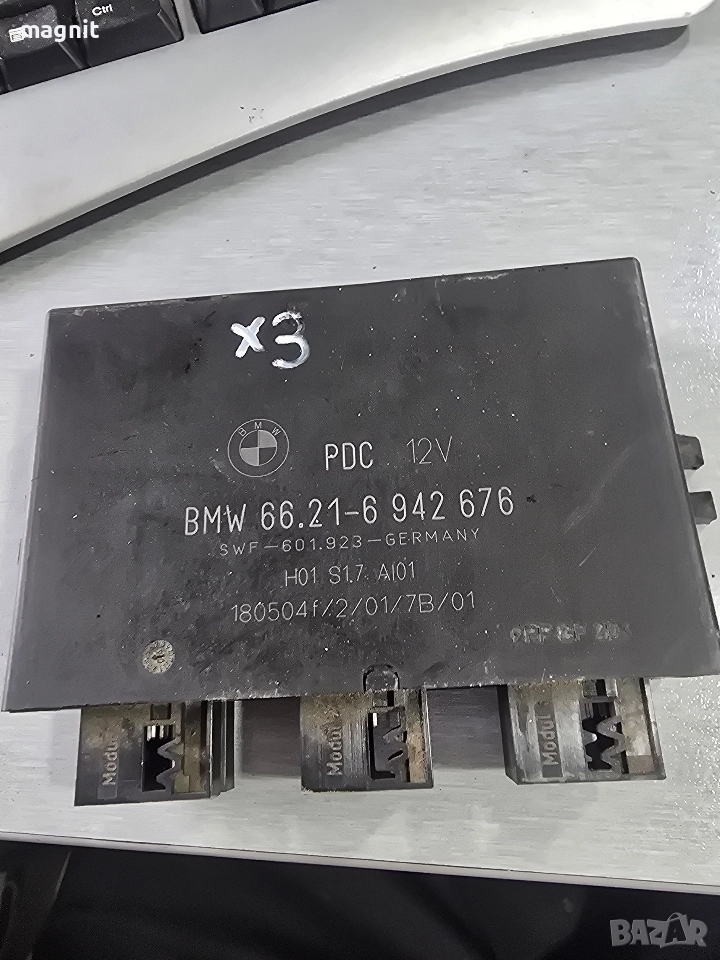 magnit
Ctrl
x3
BMW
PDC 12V
BMW 66.21-6 942 676
SWF-601.923-GERMANY
H01 S1.7 AI01
180504f/2/01/7B/01
Modul
Modul
Modul
BAZAR